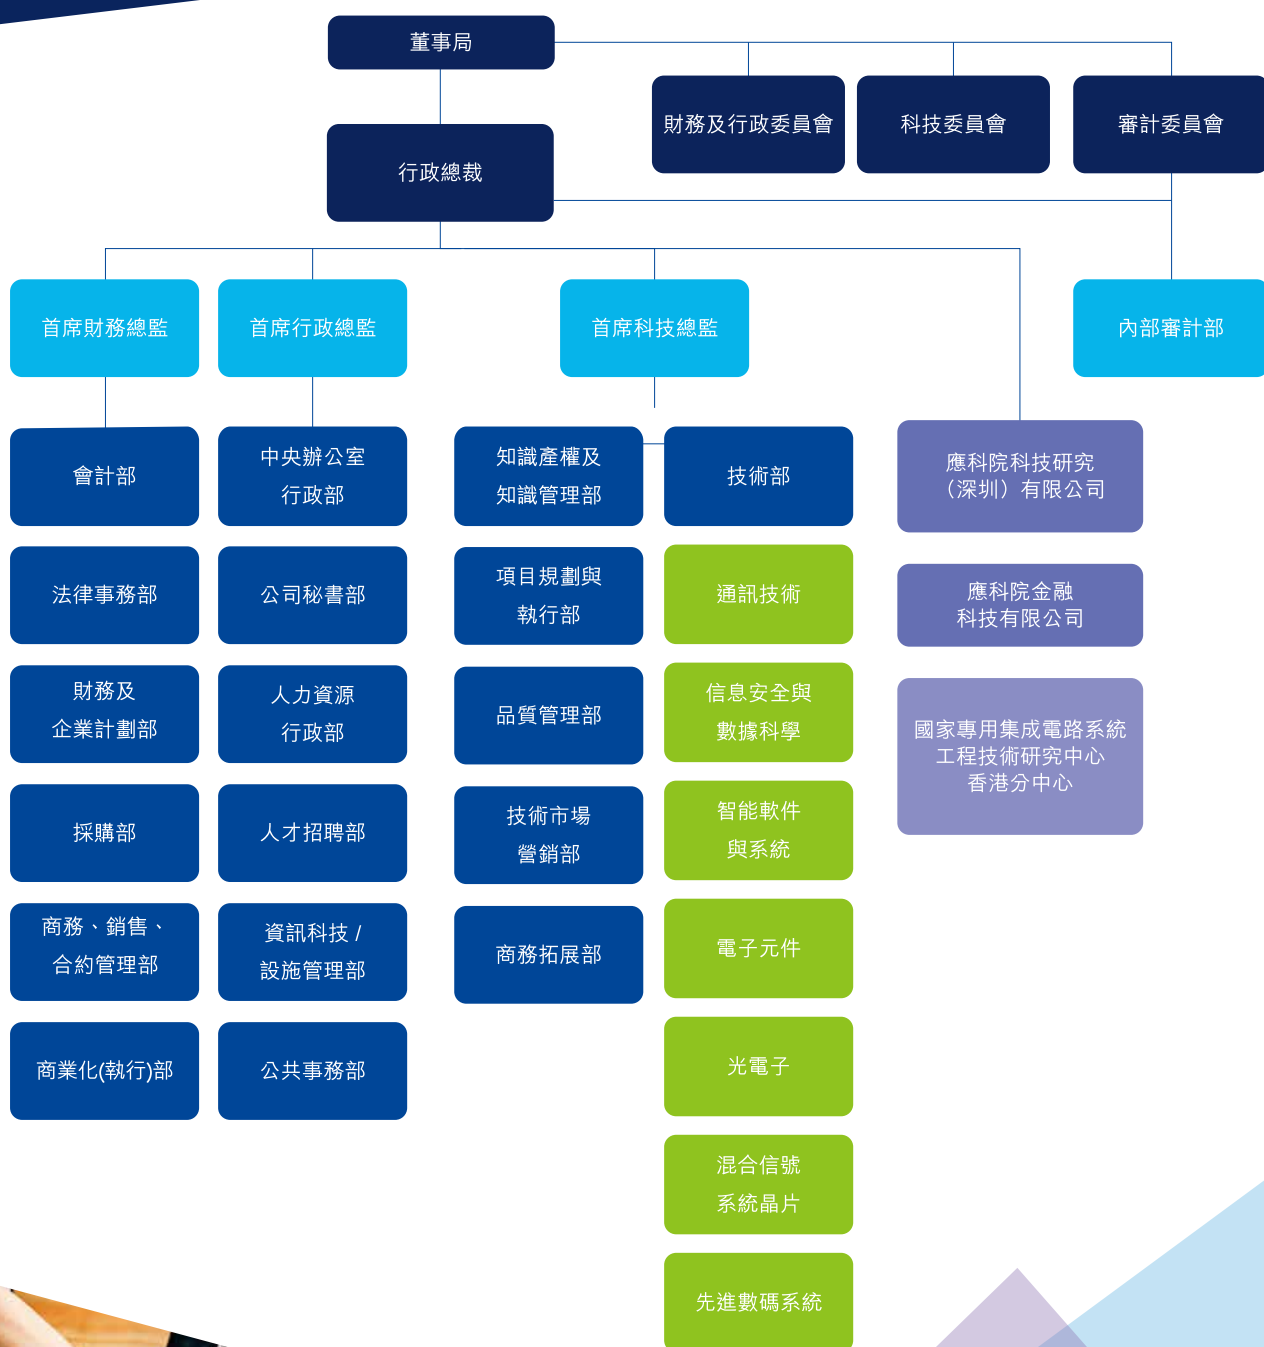 董事局
財務及行政委員會
科技委員會
審計委員會
行政總裁
首席財務總監
首席行政總監
首席科技總監
內部審計部
會計部
法律事務部
財務及
企業計劃部
採購部
商務、銷售、
合約管理部
商業化(執行)部
中央辦公室
行政部
公司秘書部
人力資源
行政部
人才招聘部
資訊科技 /
設施管理部
公共事務部
知識產權及
知識管理部
項目規劃與
執行部
品質管理部
技術市場
營銷部
商務拓展部
技術部
通訊技術
信息安全與
數據科學
智能軟件
與系統
電子元件
光電子
混合信號
系統晶片
先進數碼系統
應科院科技研究
（深圳）有限公司
應科院金融
科技有限公司
國家專用集成電路系統
工程技術研究中心
香港分中心